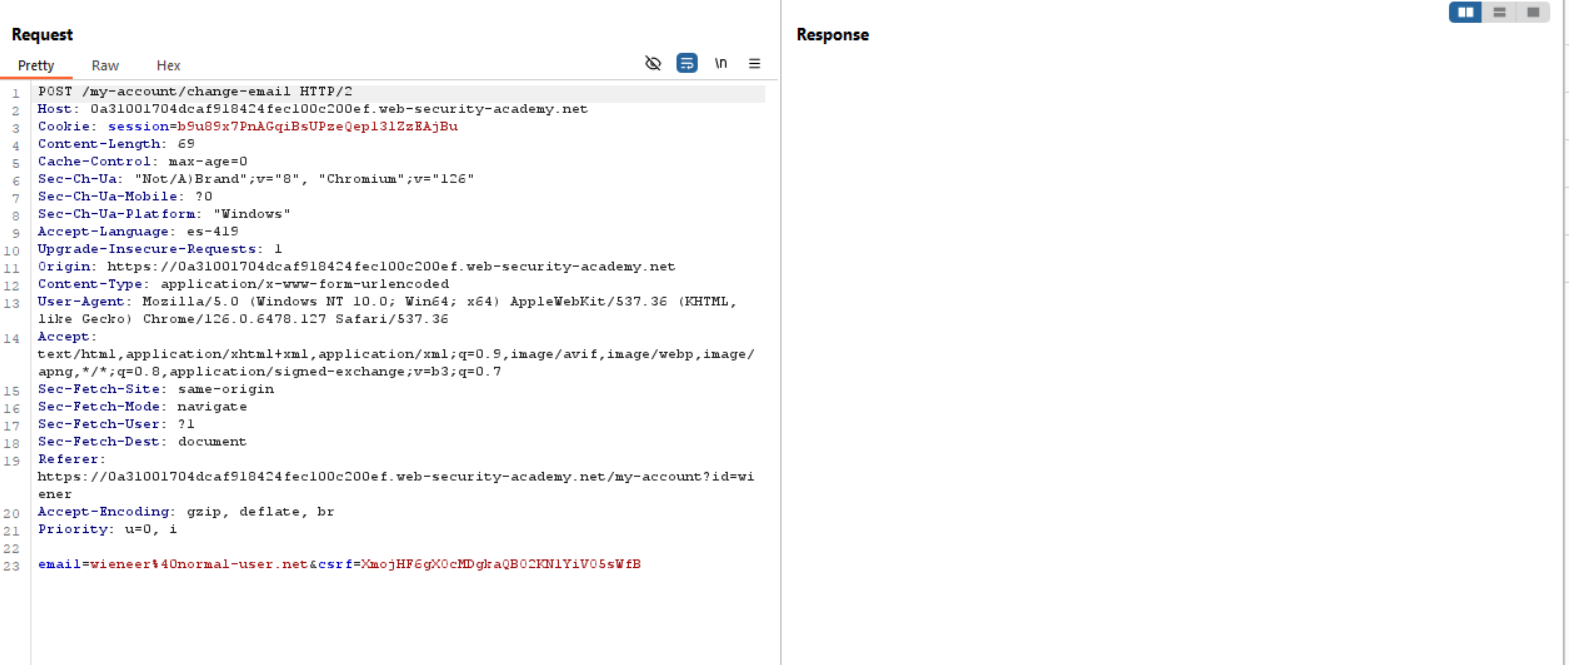 Request
Response
Pretty Raw Hex
\n
1 POST /my-account/change-email HTTP/2
2 Host: 0a31001704dcaf918424fec100c200ef.web-security-academy.net
3 Cookie: session=b9u89x7PnAGqiBsUPzeQep131ZzEAjBu
4 Content-Length: 69
5 Cache-Control: max-age=0
6 Sec-Ch-Ua: "Not/A)Brand";v="8", "Chromium";v="126"
7 Sec-Ch-Ua-Mobile: ?0
8 Sec-Ch-Ua-Platform: "Windows"
9 Accept-Language: es-419
10 Upgrade-Insecure-Requests: 1
11 Origin: https://0a31001704dcaf918424fec100c200ef.web-security-academy.net
12 Content-Type: application/x-www-form-urlencoded
13 User-Agent: Mozilla/5.0 (Windows NT 10.0; Win64; x64) AppleWebKit/537.36 (KHTML,
like Gecko) Chrome/126.0.6478.127 Safari/537.36
14 Accept:
text/html,application/xhtml+xml,application/xml;q=0.9,image/avif,image/webp,image/
apng,*/*;q=0.8,application/signed-exchange;v=b3;q=0.7
15 Sec-Fetch-Site: same-origin
16 Sec-Fetch-Mode: navigate
17 Sec-Fetch-User: ?1
18 Sec-Fetch-Dest: document
19 Referer:
https://0a31001704dcaf918424fec100c200ef.web-security-academy.net/my-account?id=wi
ener
20 Accept-Encoding: gzip, deflate, br
21 Priority: u=0, i
22
23 email=wieneer%40normal-user.net&csrf=XmojHF6gX0cMDgkaQB02KN1YiV05sWfB